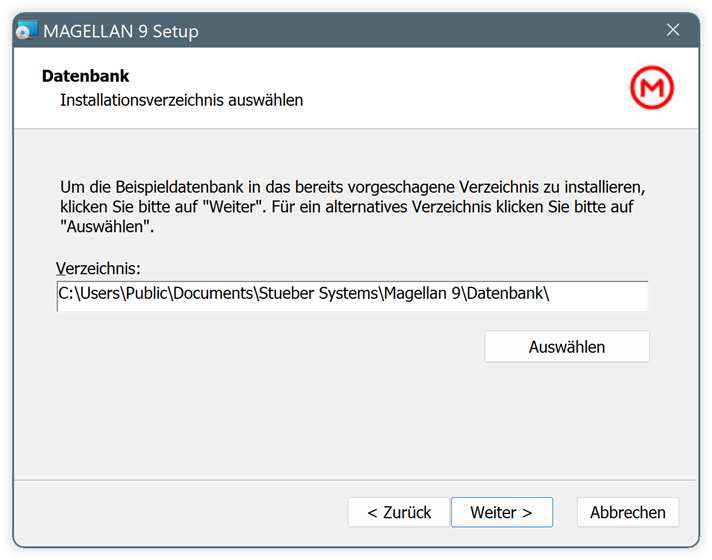 MAGELLAN 9 Setup
Datenbank
Installationsverzeichnis auswählen
M
Um die Beispieldatenbank in das bereits vorgeschagene Verzeichnis zu installieren,
klicken Sie bitte auf "Weiter". Für ein alternatives Verzeichnis klicken Sie bitte auf
"Auswählen".
Verzeichnis:
C:\Users\Public\Documents\Stueber Systems\Magellan 9\Datenbank\
Auswählen
< Zurück
Weiter >
Abbrechen